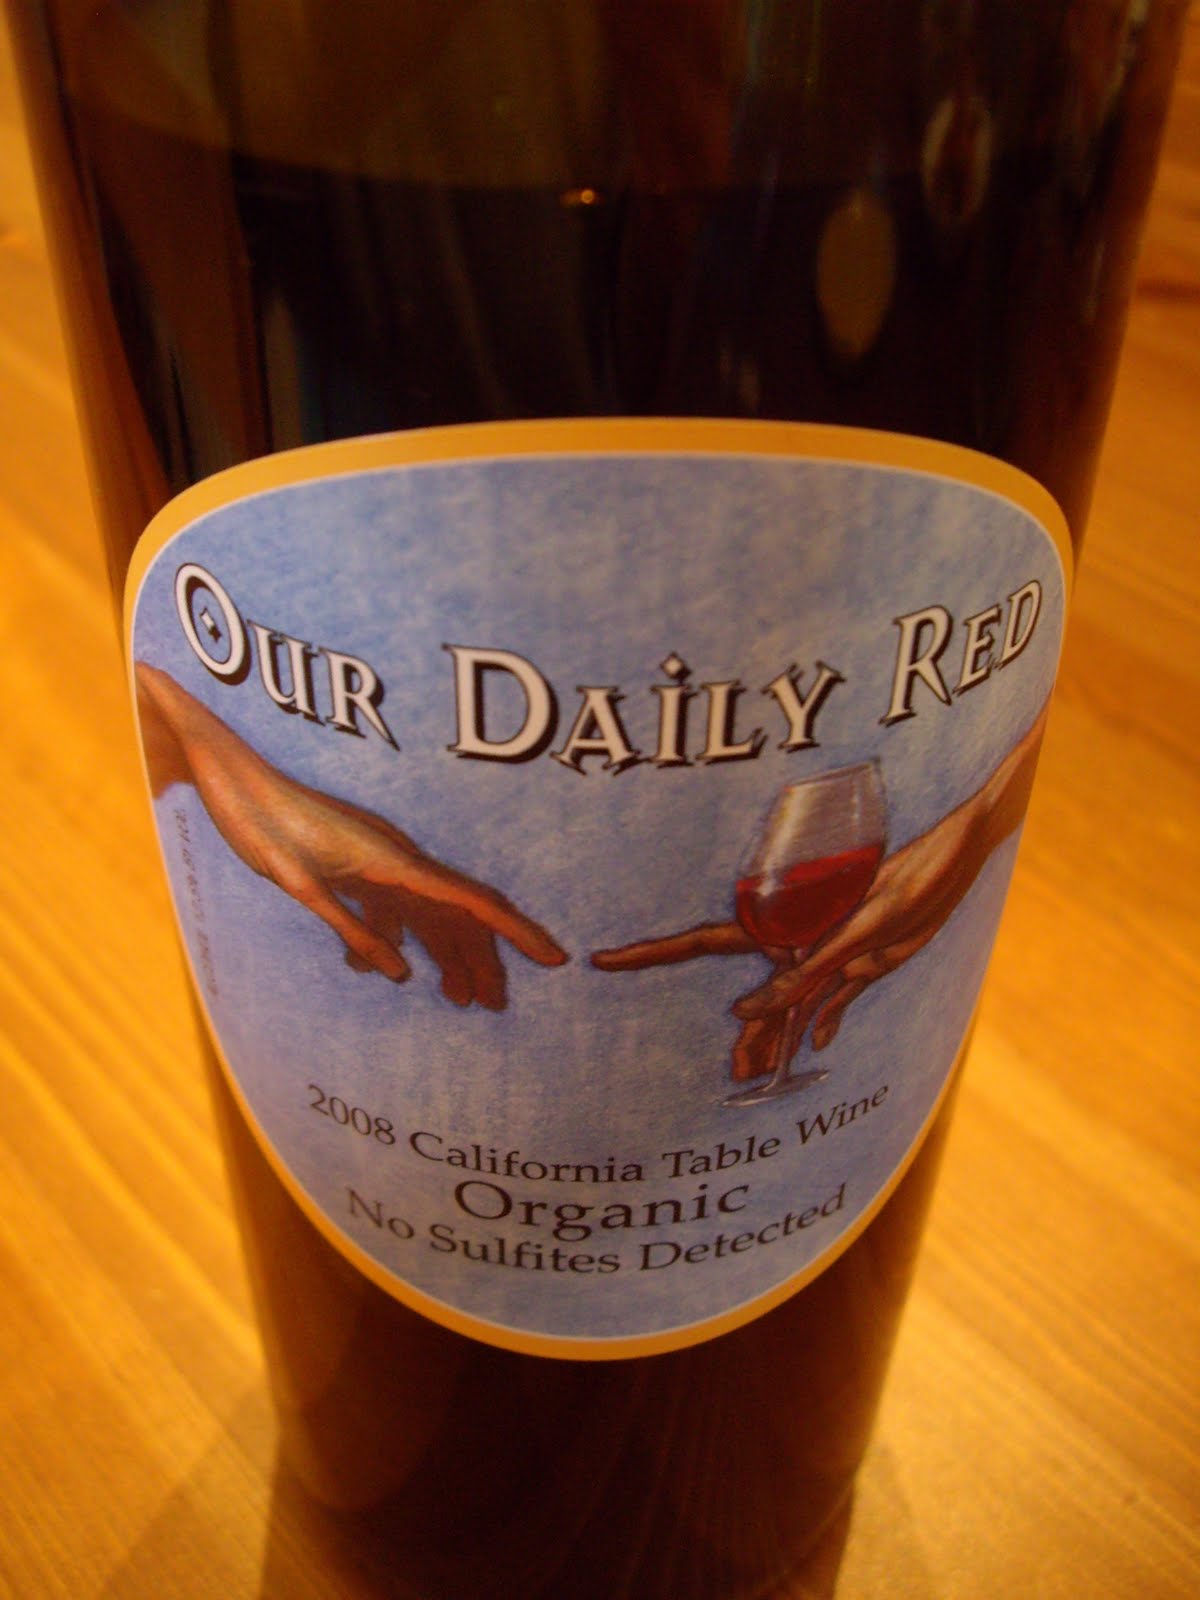 Our Daily Red
2008 California Table Wine
Organic
No Sulfites Detected